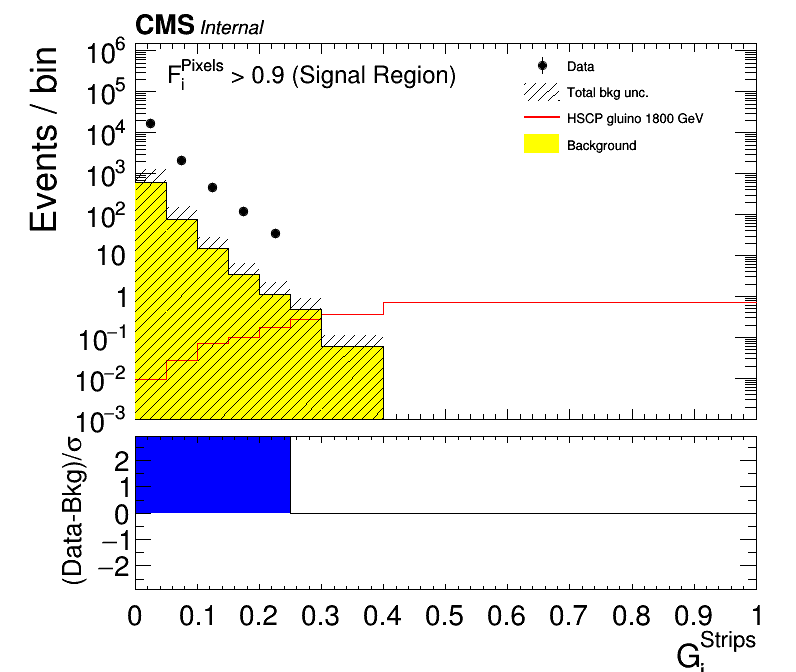 CMS Internal
F_i^Pixels > 0.9 (Signal Region)
Data
Total bkg unc.
HSCP gluino 1800 GeV
Background
Events / bin
10^6
10^5
10^4
10^3
10^2
10
1
10^−1
10^−2
10^−3
(Data-Bkg)/σ
2
1
0
−1
−2
0 0.1 0.2 0.3 0.4 0.5 0.6 0.7 0.8 0.9 1
G_i^Strips